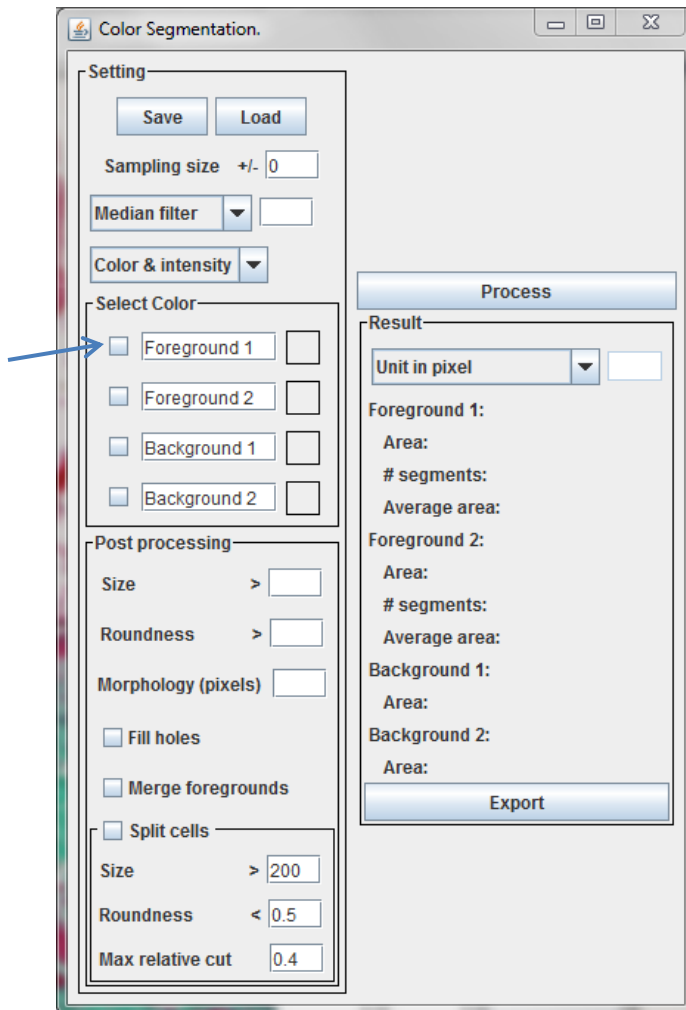 Color Segmentation.
Setting
Save Load
Sampling size +/- 0
Median filter
Color & intensity
Select Color
Foreground 1
Foreground 2
Background 1
Background 2
Post processing
Size >
Roundness >
Morphology (pixels)
Fill holes
Merge foregrounds
Split cells
Size > 200
Roundness < 0.5
Max relative cut 0.4
Process
Result
Unit in pixel
Foreground 1:
Area:
# segments:
Average area:
Foreground 2:
Area:
# segments:
Average area:
Background 1:
Area:
Background 2:
Area:
Export